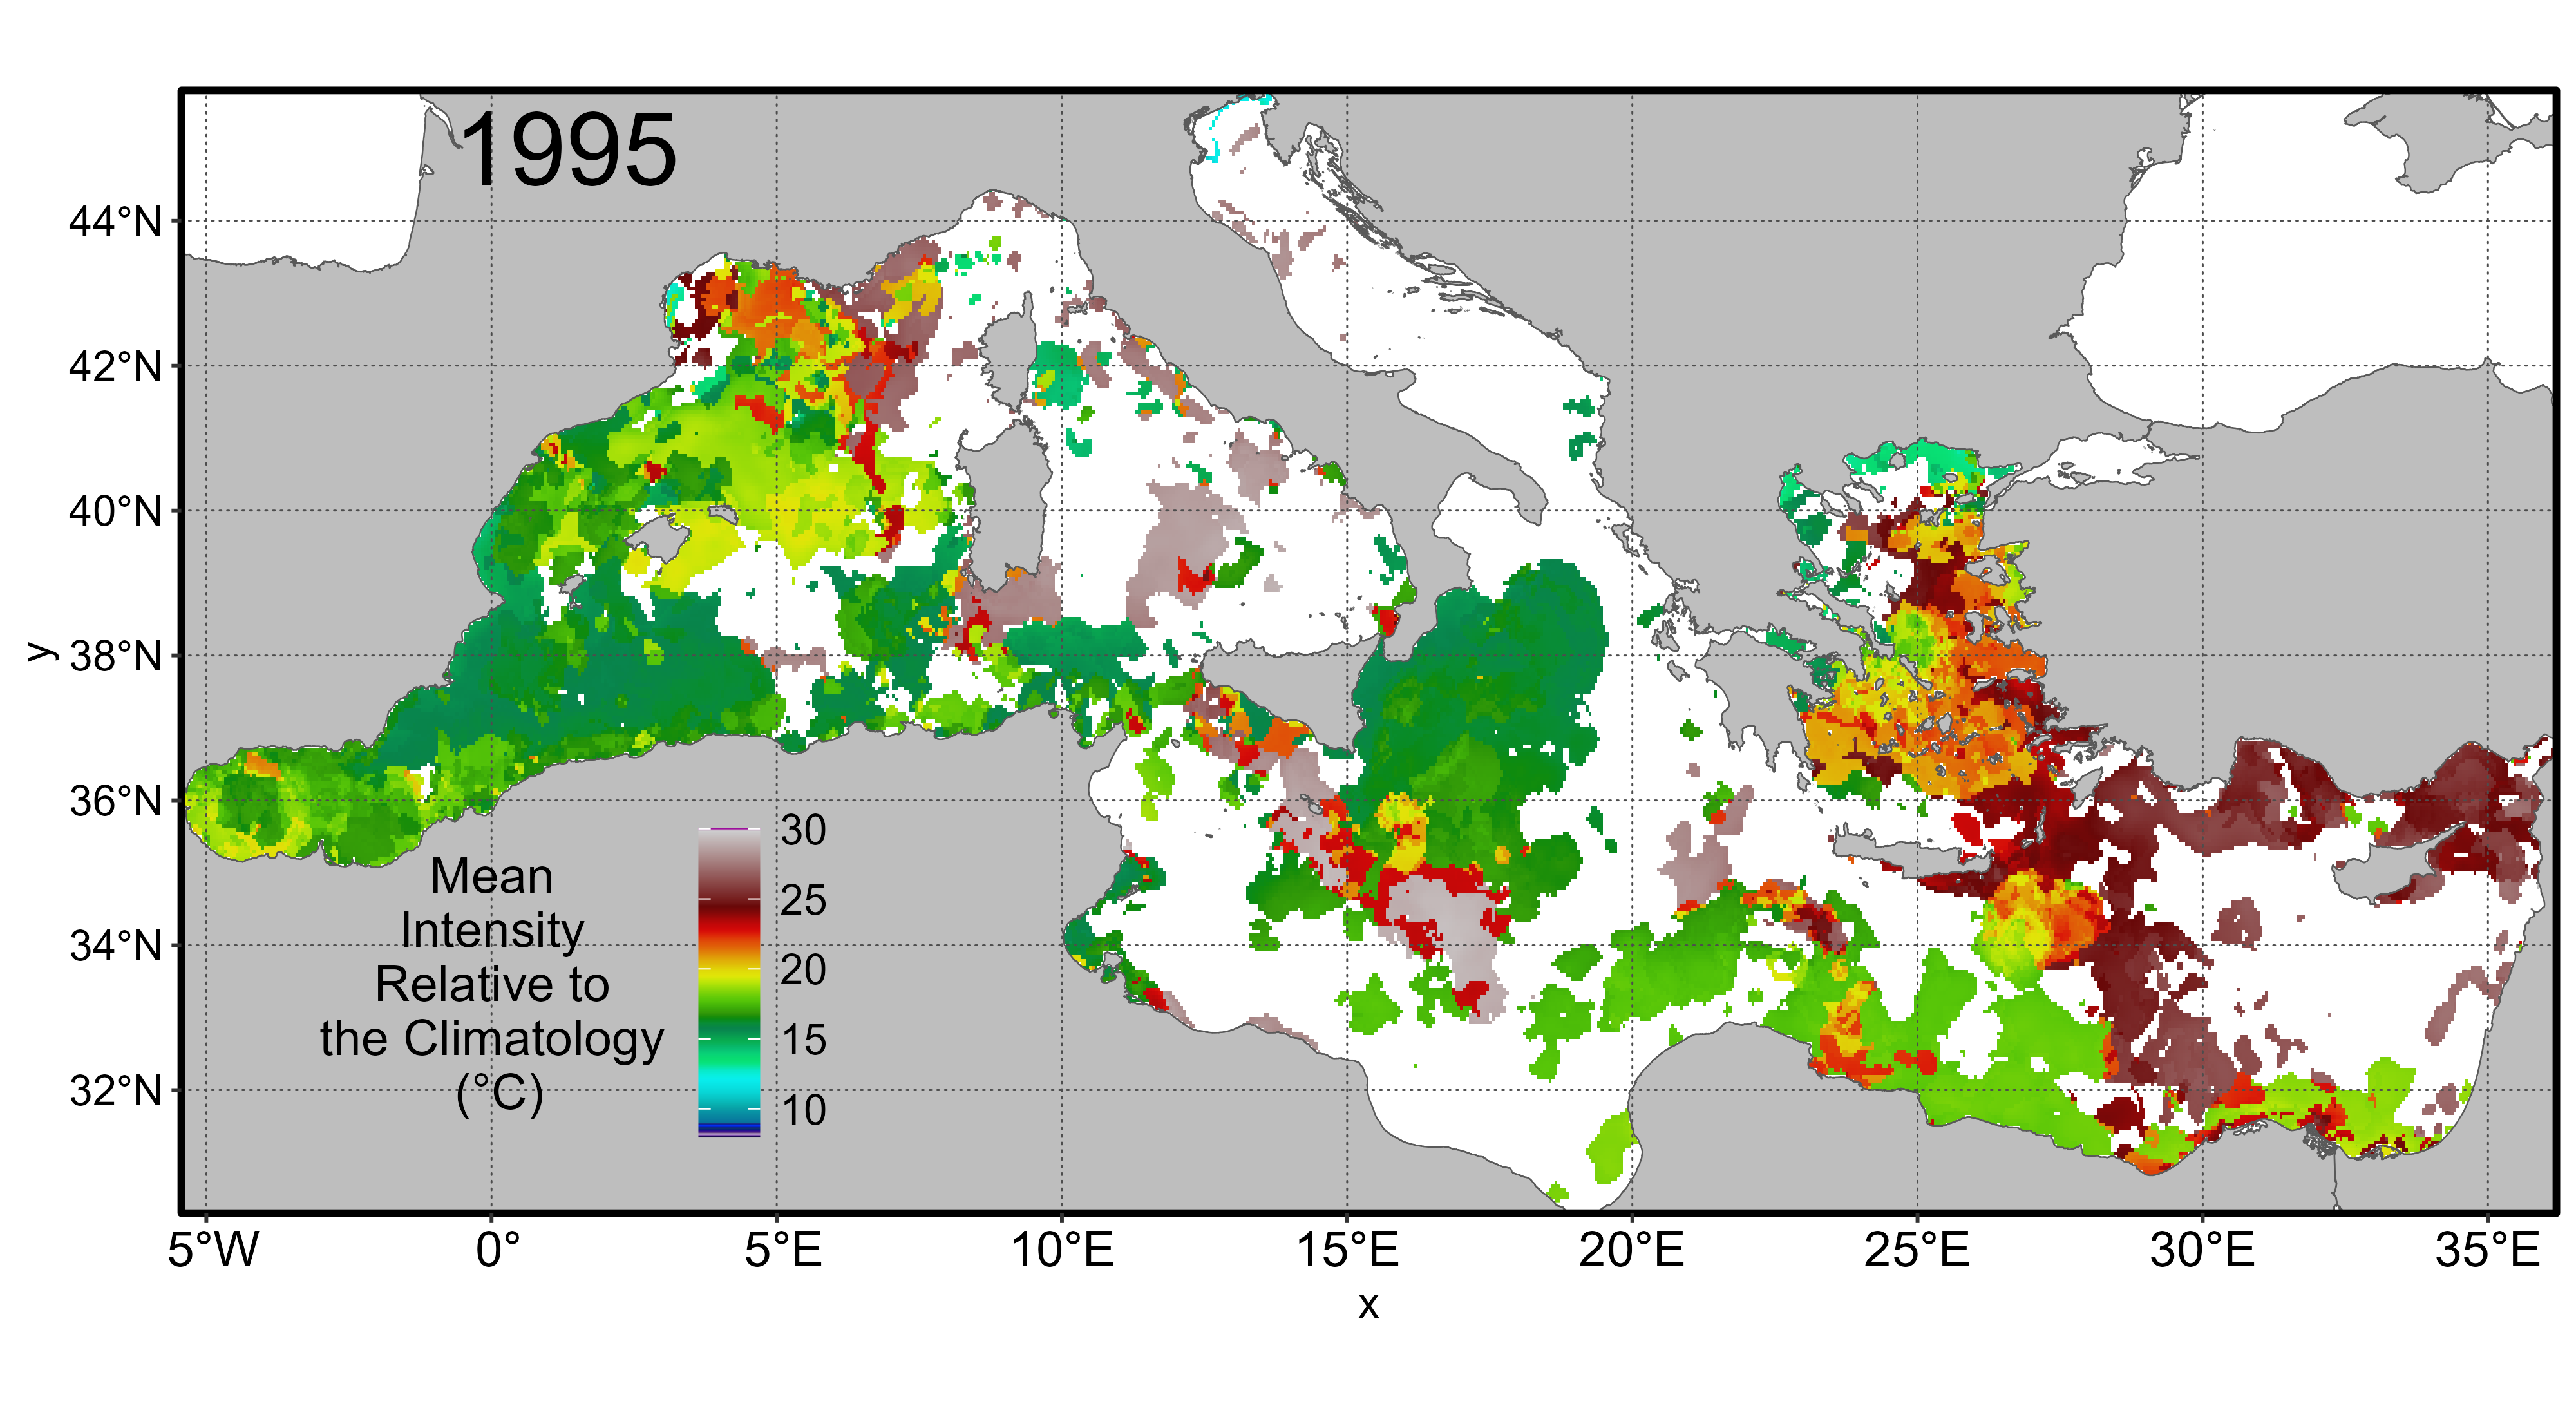 1995
44°N
42°N
40°N
38°N
36°N
34°N
32°N
y
Mean
Intensity
Relative to
the Climatology
(°C)
30
25
20
15
10
5°W
0°
5°E
10°E
15°E
20°E
25°E
30°E
35°E
x